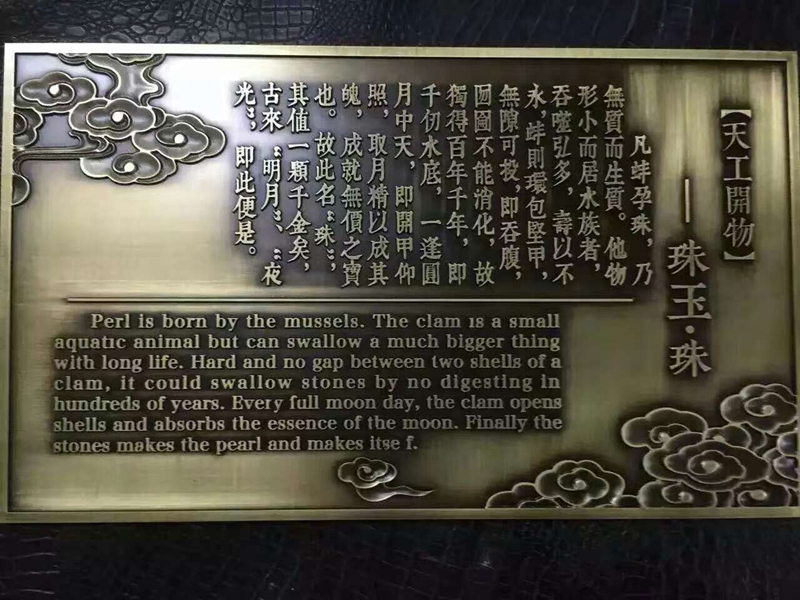 【天工開物】
—珠玉·珠
凡蚌孕珠，乃
無質而生質。他物
形小而居水族者，
吞噬弘多，壽以不
永，蚌則環包堅甲，
無隙可投，即吞腹，
囫圇不能消化，故
獨得百年千年，即
千仞水底，一逢圓
月中天，即開甲仰
照，取月精以成其
魄，成就無價之寶
也。故此名“珠”，
其值一顆千金矣，
古來“明月”、“夜
光”，即此便是。
Perl is born by the mussels. The clam is a small
aquatic animal but can swallow a much bigger thing
with long life. Hard and no gap between two shells of a
clam, it could swallow stones by no digesting in
hundreds of years. Every full moon day, the clam opens
shells and absorbs the essence of the moon. Finally the
stones makes the pearl and makes itse f.